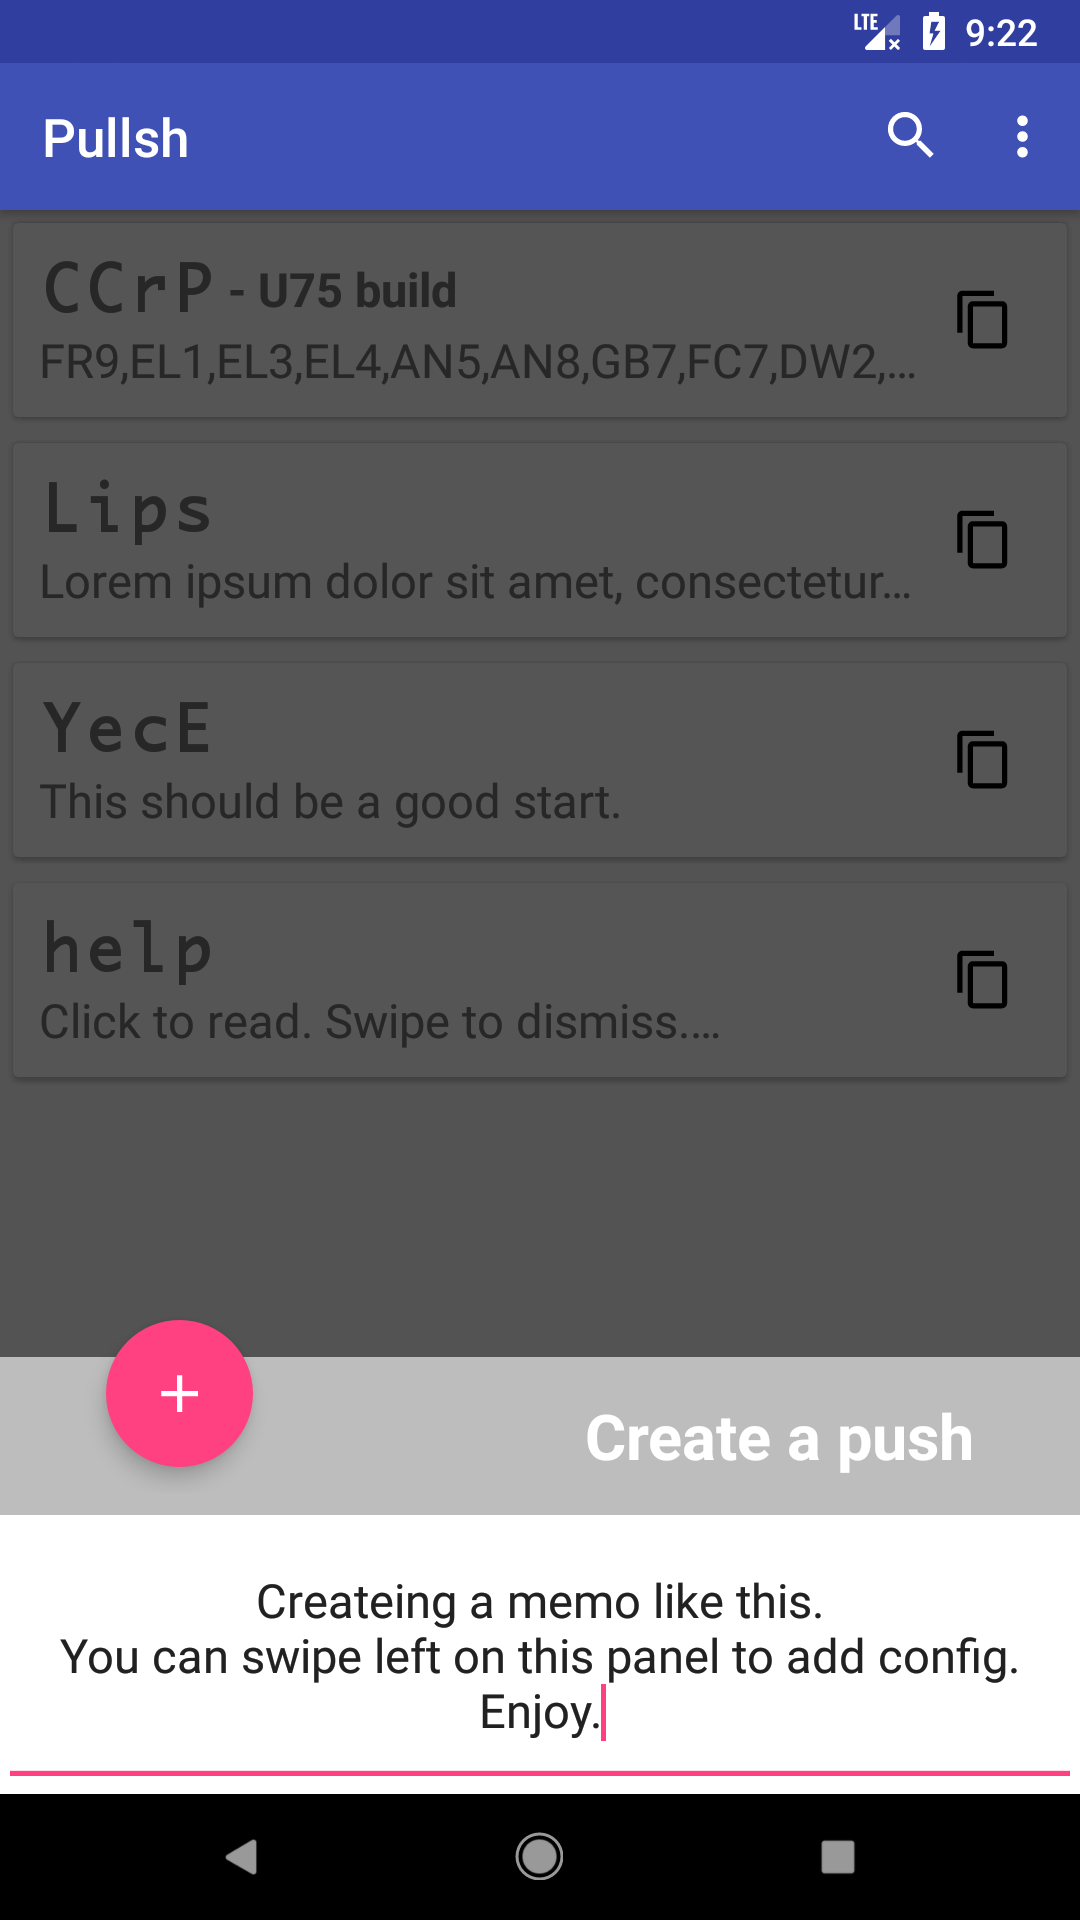 LTE 9:22
Pullsh
CCrP - U75 build
FR9,EL1,EL3,EL4,AN5,AN8,GB7,FC7,DW2,...
Lips
Lorem ipsum dolor sit amet, consectetur...
YecE
This should be a good start.
help
Click to read. Swipe to dismiss....
Create a push
Createing a memo like this.
You can swipe left on this panel to add config.
Enjoy.